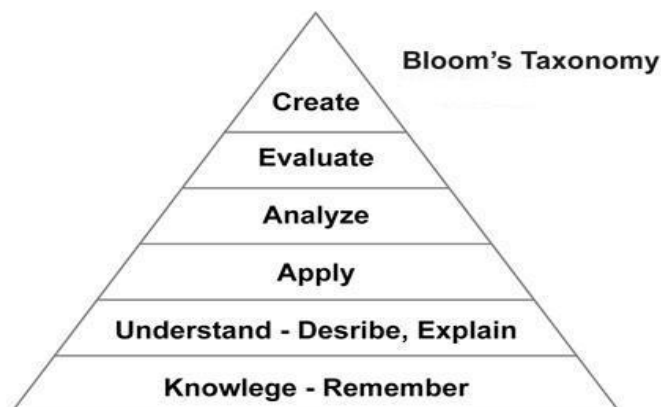 Bloom's Taxonomy
Create
Evaluate
Analyze
Apply
Understand - Desribe, Explain
Knowlege - Remember